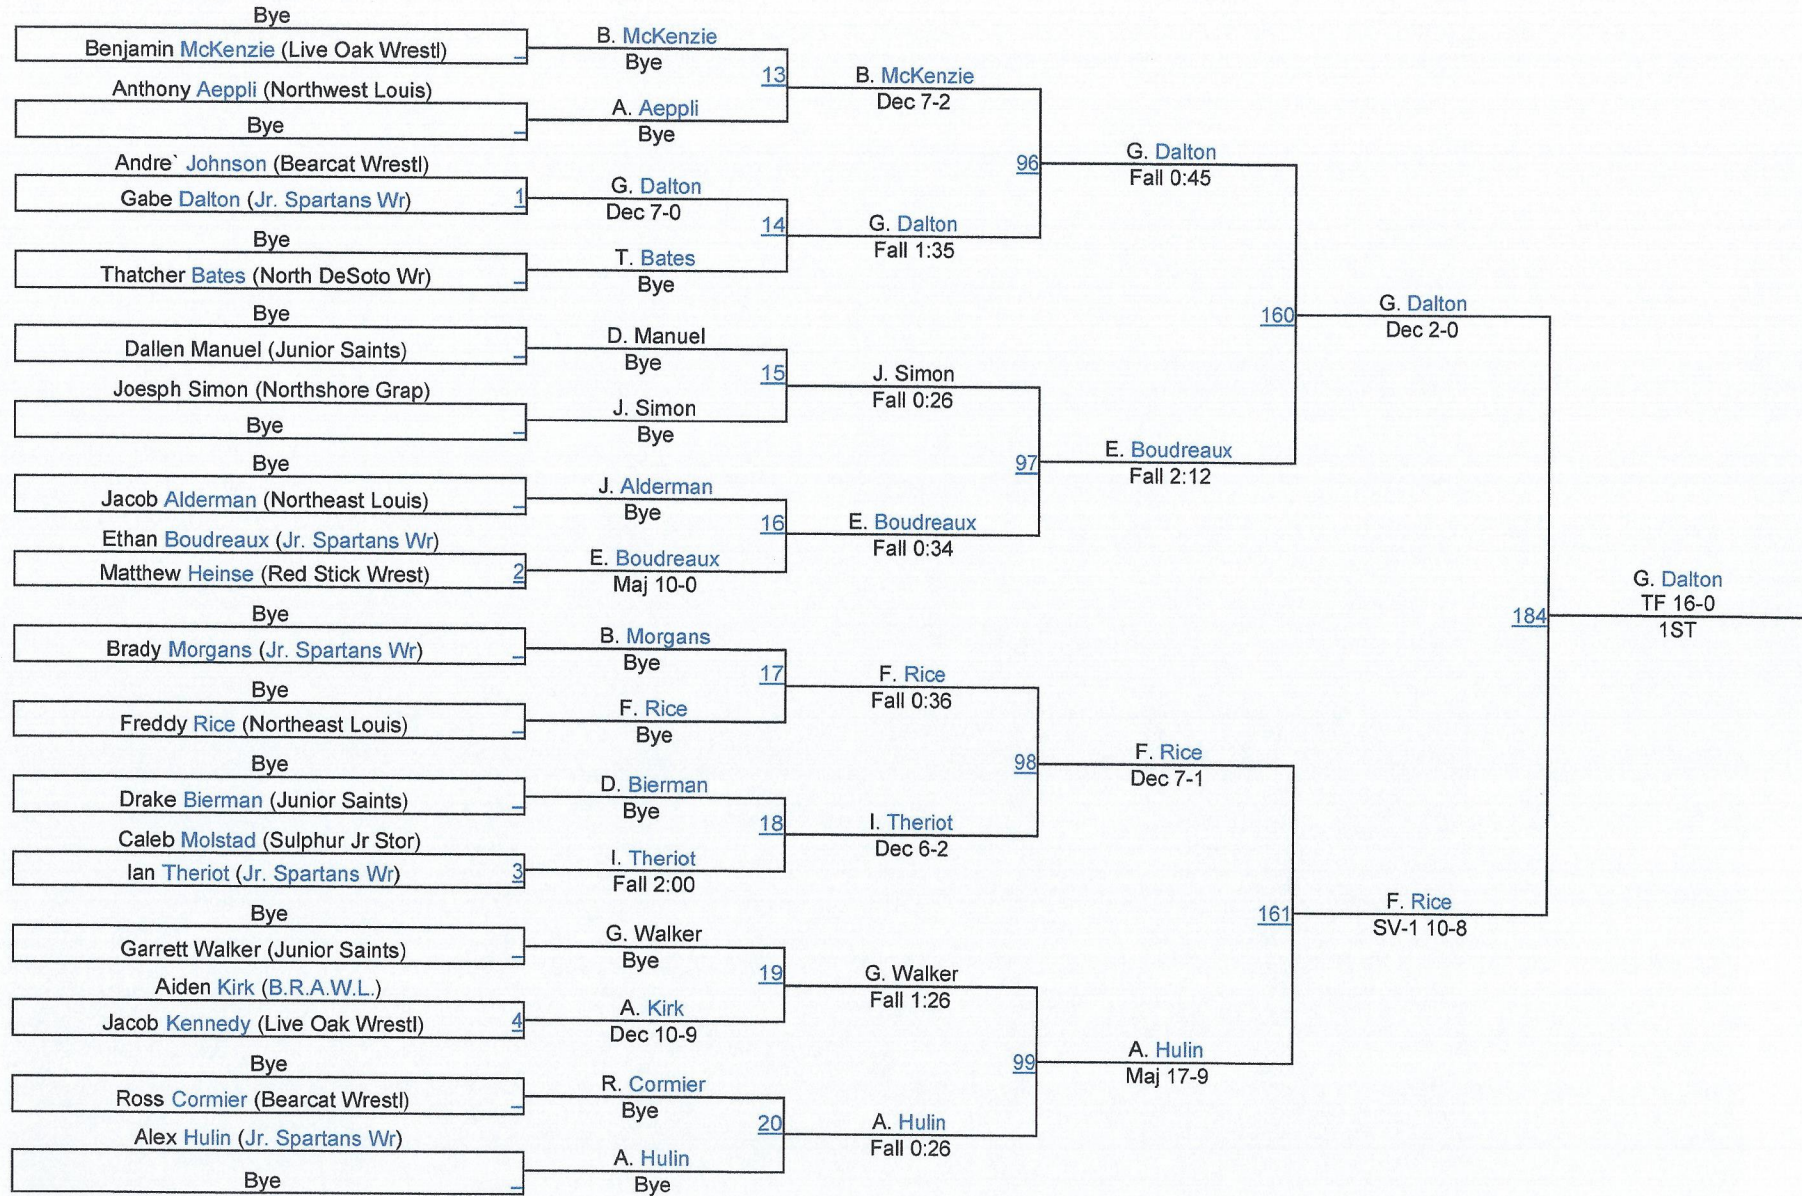 Bye
Benjamin McKenzie (Live Oak Wrestl)
Anthony Aeppli (Northwest Louis)
Bye
Andre` Johnson (Bearcat Wrestl)
Gabe Dalton (Jr. Spartans Wr) 1
Bye
Thatcher Bates (North DeSoto Wr)
Bye
Dallen Manuel (Junior Saints)
Joesph Simon (Northshore Grap)
Bye
Bye
Jacob Alderman (Northeast Louis)
Ethan Boudreaux (Jr. Spartans Wr)
Matthew Heinse (Red Stick Wrest) 2
Bye
Brady Morgans (Jr. Spartans Wr)
Bye
Freddy Rice (Northeast Louis)
Bye
Drake Bierman (Junior Saints)
Caleb Molstad (Sulphur Jr Stor)
Ian Theriot (Jr. Spartans Wr) 3
Bye
Garrett Walker (Junior Saints)
Aiden Kirk (B.R.A.W.L.)
Jacob Kennedy (Live Oak Wrestl) 4
Bye
Ross Cormier (Bearcat Wrestl)
Alex Hulin (Jr. Spartans Wr)
Bye
B. McKenzie
Bye
13
A. Aeppli
Bye
G. Dalton
Dec 7-0
14
T. Bates
Bye
D. Manuel
Bye
15
J. Simon
Bye
J. Alderman
Bye
16
E. Boudreaux
Maj 10-0
B. Morgans
Bye
17
F. Rice
Bye
D. Bierman
Bye
18
I. Theriot
Fall 2:00
G. Walker
Bye
19
A. Kirk
Dec 10-9
R. Cormier
Bye
20
A. Hulin
Bye
B. McKenzie
Dec 7-2
96
G. Dalton
Fall 1:35
J. Simon
Fall 0:26
97
E. Boudreaux
Fall 0:34
F. Rice
Fall 0:36
98
I. Theriot
Dec 6-2
G. Walker
Fall 1:26
99
A. Hulin
Fall 0:26
G. Dalton
Fall 0:45
160
E. Boudreaux
Fall 2:12
F. Rice
Dec 7-1
161
A. Hulin
Maj 17-9
G. Dalton
Dec 2-0
184
F. Rice
SV-1 10-8
G. Dalton
TF 16-0
1ST